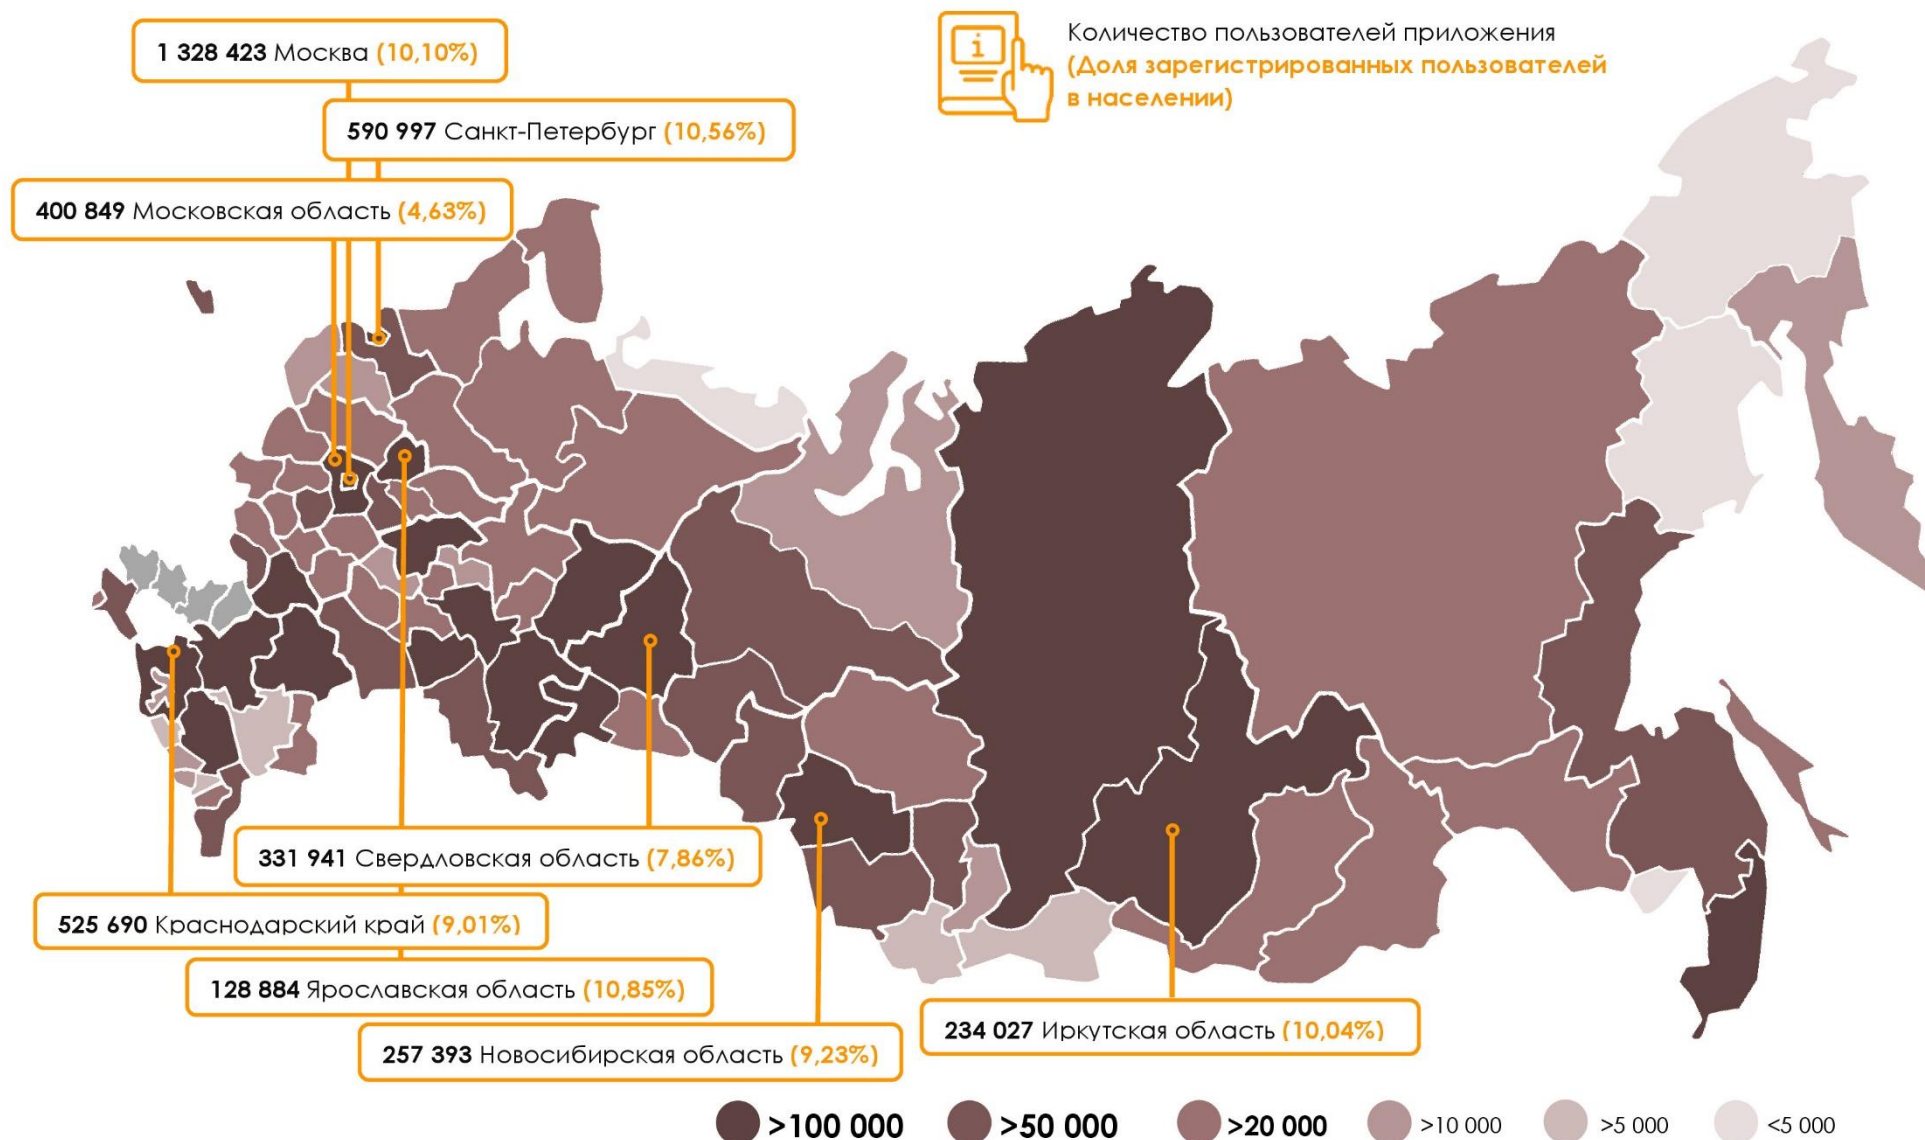 1 328 423 Москва (10,10%)
Количество пользователей приложения
(Доля зарегистрированных пользователей
в населении)
590 997 Санкт-Петербург (10,56%)
400 849 Московская область (4,63%)
331 941 Свердловская область (7,86%)
525 690 Краснодарский край (9,01%)
128 884 Ярославская область (10,85%)
234 027 Иркутская область (10,04%)
257 393 Новосибирская область (9,23%)
>100 000 >50 000 >20 000 >10 000 >5 000 <5 000